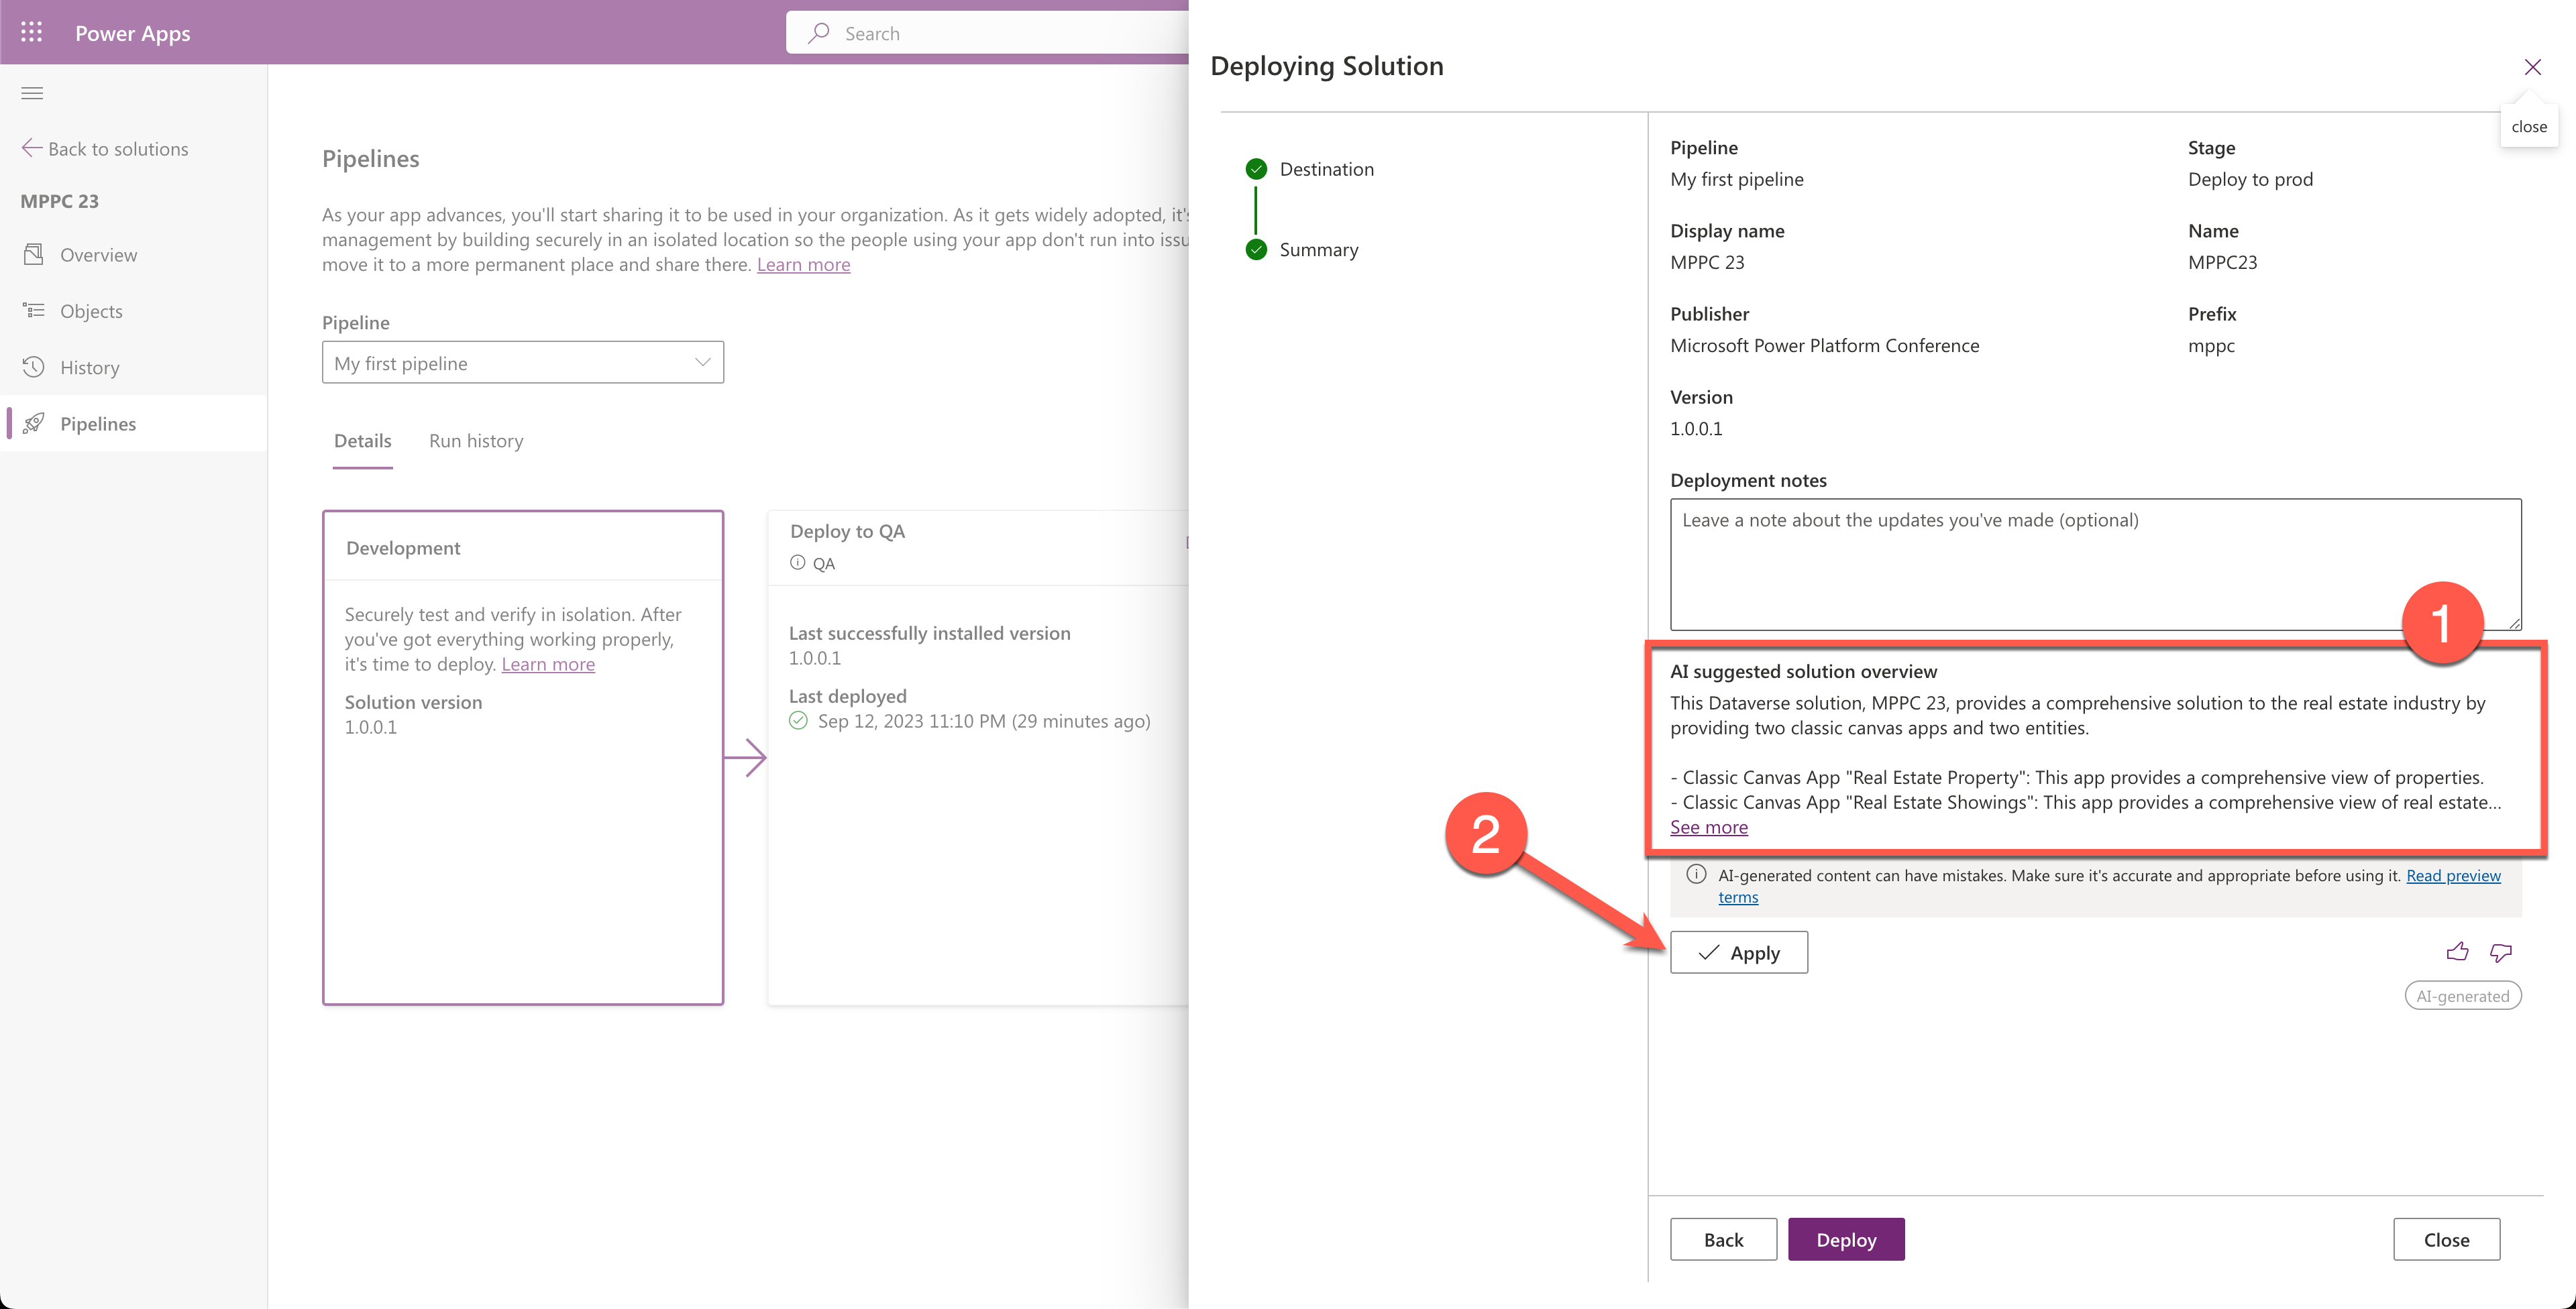 Power Apps
Search
Back to solutions
MPPC 23
Overview
Objects
History
Pipelines
Pipelines
As your app advances, you'll start sharing it to be used in your organization. As it gets widely adopted, it's
management by building securely in an isolated location so the people using your app don't run into issu
move it to a more permanent place and share there. Learn more
Pipeline
My first pipeline
Details
Run history
Development
Securely test and verify in isolation. After
you've got everything working properly,
it's time to deploy. Learn more
Solution version
1.0.0.1
Deploy to QA
QA
Last successfully installed version
1.0.0.1
Last deployed
Sep 12, 2023 11:10 PM (29 minutes ago)
Deploying Solution
close
Destination
Summary
Pipeline
My first pipeline
Stage
Deploy to prod
Display name
MPPC 23
Name
MPPC23
Publisher
Microsoft Power Platform Conference
Prefix
mppc
Version
1.0.0.1
Deployment notes
Leave a note about the updates you've made (optional)
1
AI suggested solution overview
This Dataverse solution, MPPC 23, provides a comprehensive solution to the real estate industry by
providing two classic canvas apps and two entities.
- Classic Canvas App "Real Estate Property": This app provides a comprehensive view of properties.
- Classic Canvas App "Real Estate Showings": This app provides a comprehensive view of real estate...
See more
2
AI-generated content can have mistakes. Make sure it's accurate and appropriate before using it. Read preview
terms
Apply
AI-generated
Back
Deploy
Close